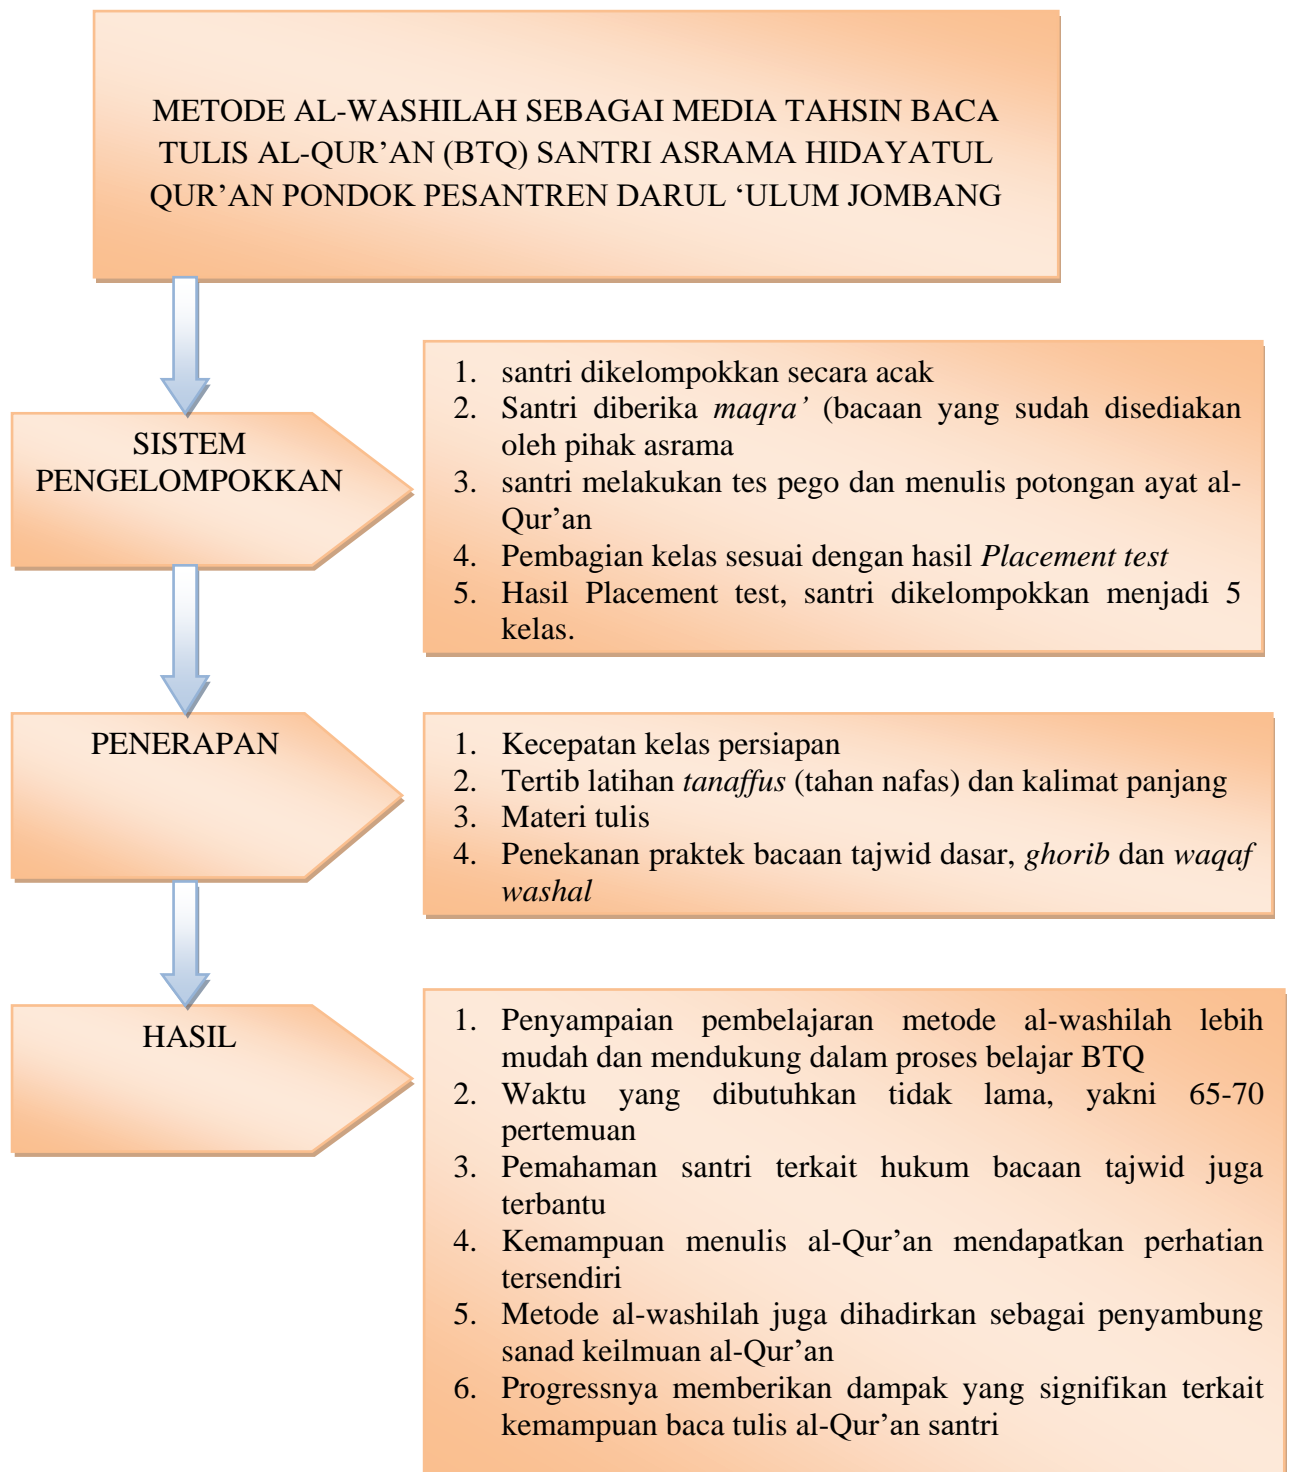 METODE AL-WASHILAH SEBAGAI MEDIA TAHSIN BACA
TULIS AL-QUR’AN (BTQ) SANTRI ASRAMA HIDAYATUL
QUR’AN PONDOK PESANTREN DARUL ‘ULUM JOMBANG
SISTEM
PENGELOMPOKKAN
1. santri dikelompokkan secara acak
2. Santri diberika maqra’ (bacaan yang sudah disediakan
oleh pihak asrama
3. santri melakukan tes pego dan menulis potongan ayat al-
Qur’an
4. Pembagian kelas sesuai dengan hasil Placement test
5. Hasil Placement test, santri dikelompokkan menjadi 5
kelas.
PENERAPAN
1. Kecepatan kelas persiapan
2. Tertib latihan tanaffus (tahan nafas) dan kalimat panjang
3. Materi tulis
4. Penekanan praktek bacaan tajwid dasar, ghorib dan waqaf
washal
HASIL
1. Penyampaian pembelajaran metode al-washilah lebih
mudah dan mendukung dalam proses belajar BTQ
2. Waktu yang dibutuhkan tidak lama, yakni 65-70
pertemuan
3. Pemahaman santri terkait hukum bacaan tajwid juga
terbantu
4. Kemampuan menulis al-Qur’an mendapatkan perhatian
tersendiri
5. Metode al-washilah juga dihadirkan sebagai penyambung
sanad keilmuan al-Qur’an
6. Progressnya memberikan dampak yang signifikan terkait
kemampuan baca tulis al-Qur’an santri